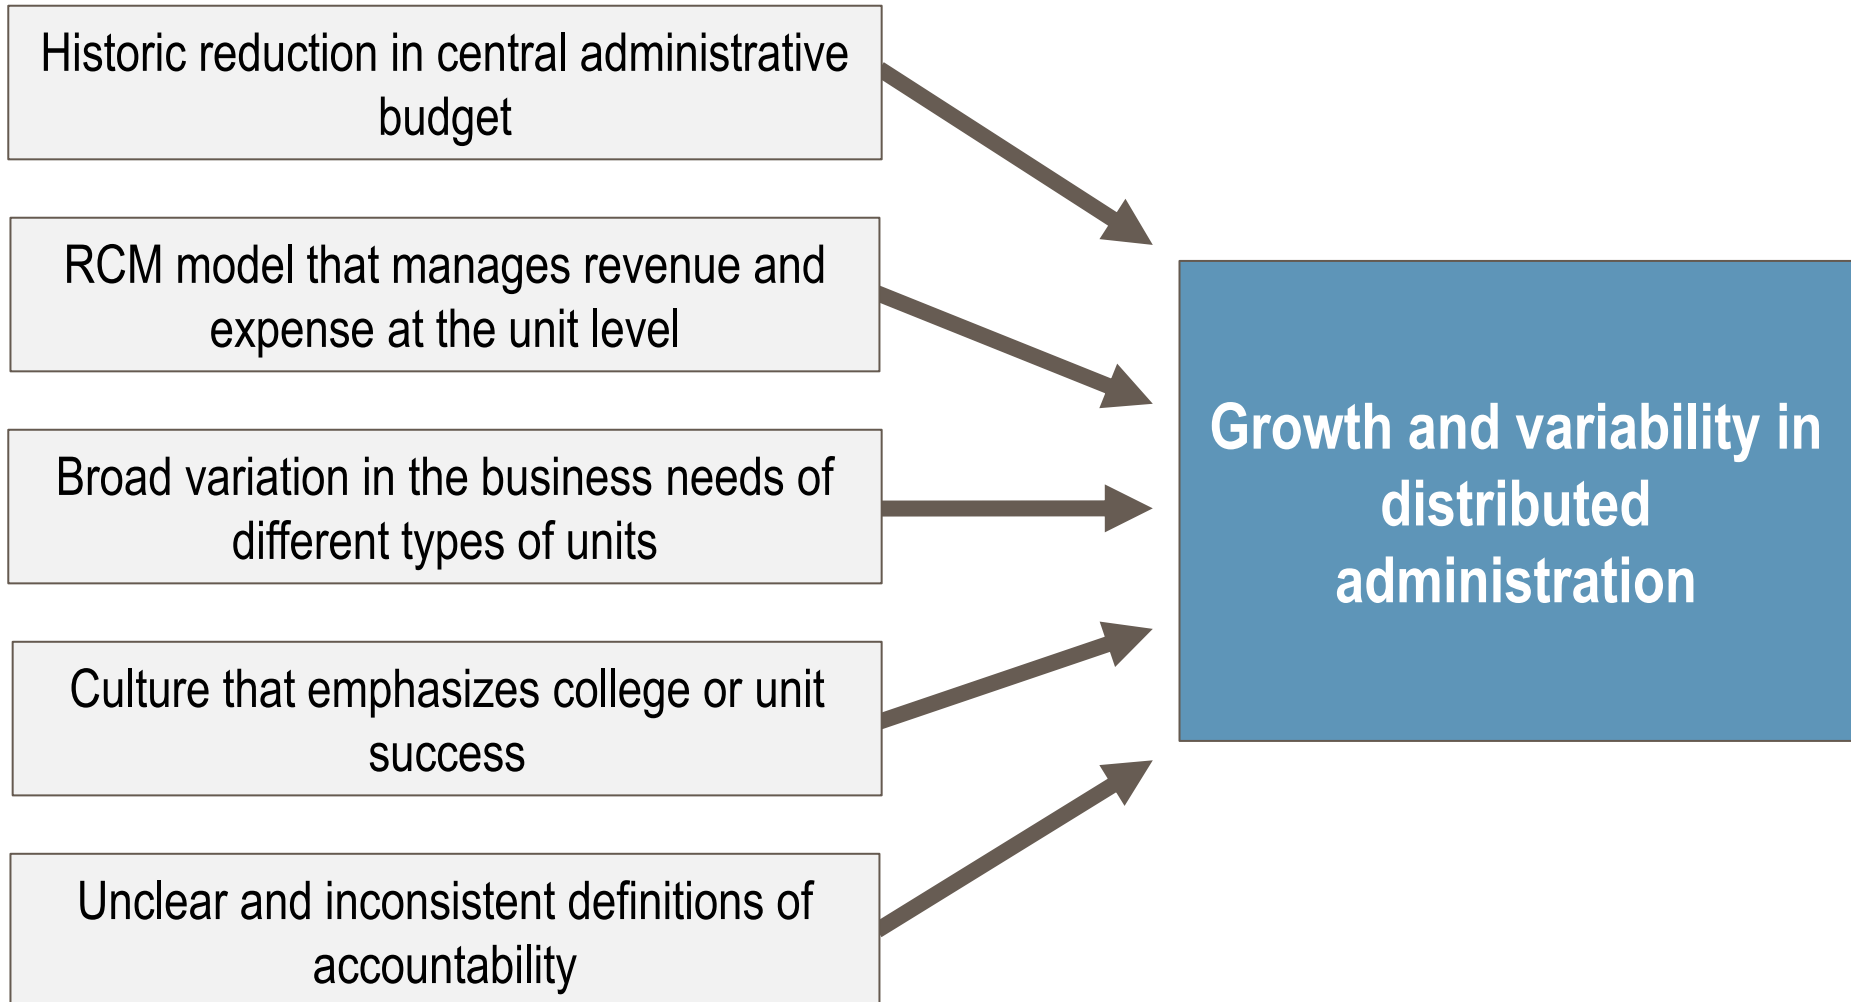 Historic reduction in central administrative
budget
RCM model that manages revenue and
expense at the unit level
Broad variation in the business needs of
different types of units
Culture that emphasizes college or unit
success
Unclear and inconsistent definitions of
accountability
Growth and variability in
distributed
administration